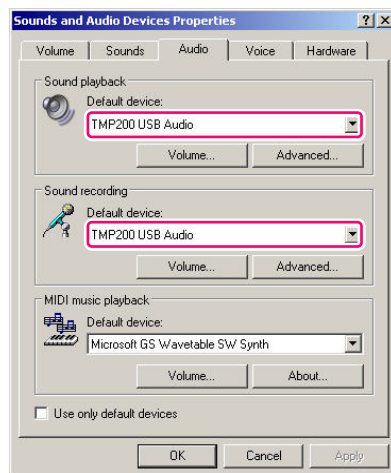 Sounds and Audio Devices Properties
Volume Sounds Audio Voice Hardware
Sound playback
Default device:
TMP200 USB Audio
Volume... Advanced...
Sound recording
Default device:
TMP200 USB Audio
Volume... Advanced...
MIDI music playback
Default device:
Microsoft GS Wavetable SW Synth
Volume... About...
Use only default devices
OK Cancel Apply